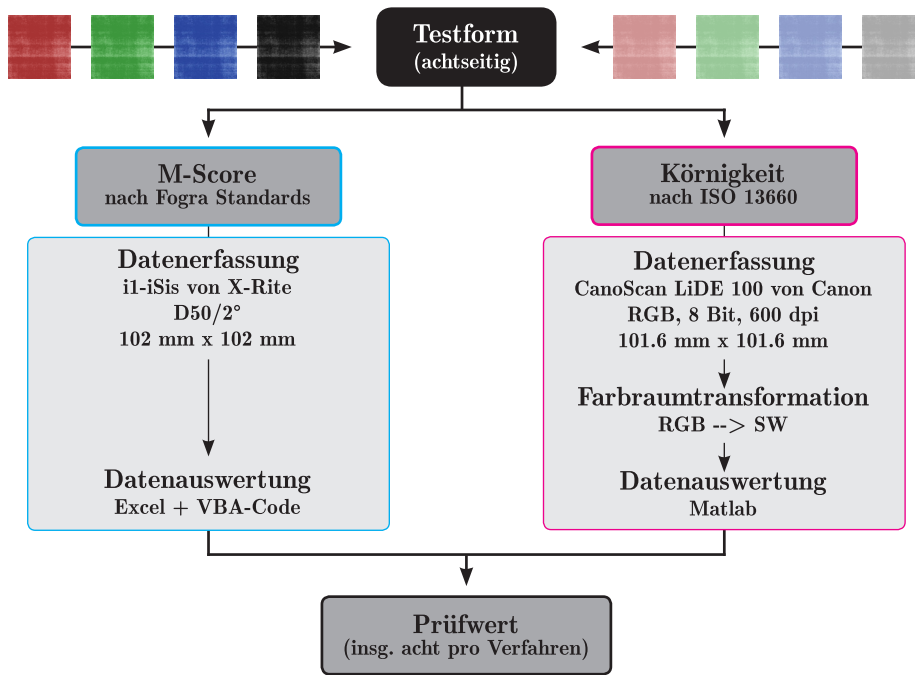 Testform
(achtseitig)
M-Score
nach Fogra Standards
Datenerfassung
i1-iSis von X-Rite
D50/2°
102 mm x 102 mm
Datenauswertung
Excel + VBA-Code
Körnigkeit
nach ISO 13660
Datenerfassung
CanoScan LiDE 100 von Canon
RGB, 8 Bit, 600 dpi
101.6 mm x 101.6 mm
Farbraumtransformation
RGB --> SW
Datenauswertung
Matlab
Prüfwert
(insg. acht pro Verfahren)